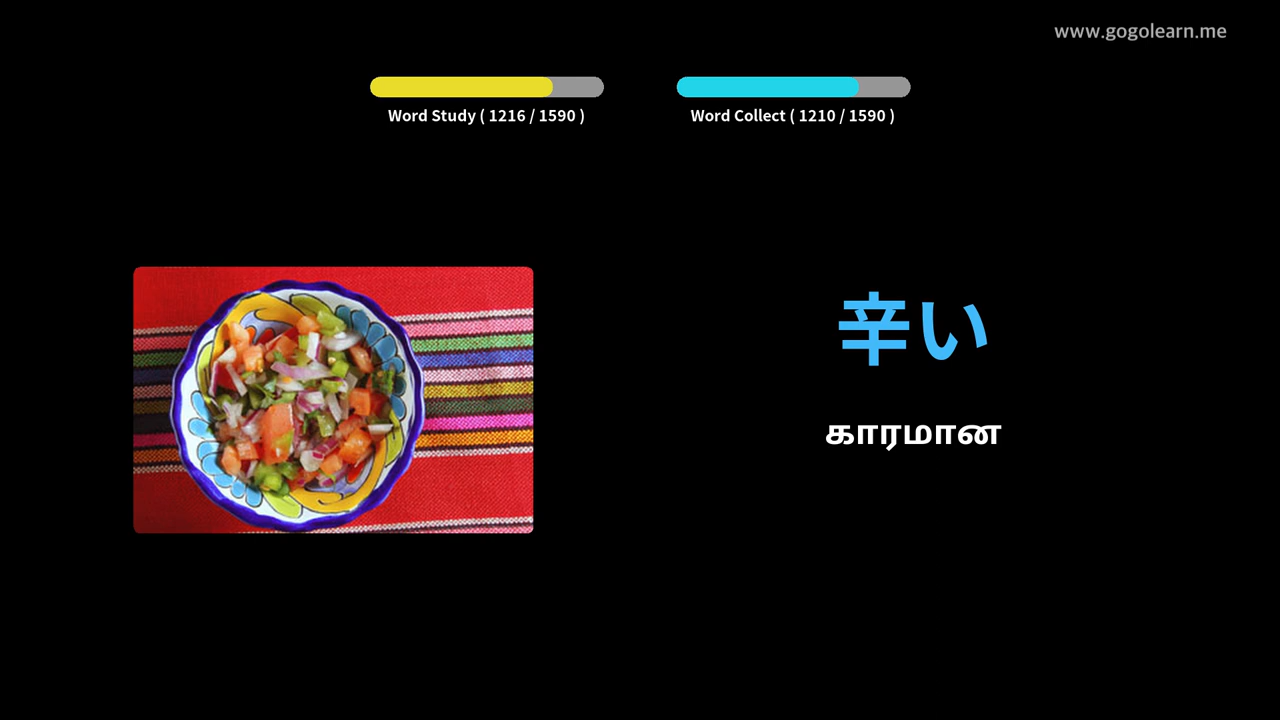 www.gogolearn.me
Word Study ( 1216 / 1590 )
Word Collect ( 1210 / 1590 )
辛い
காரமான